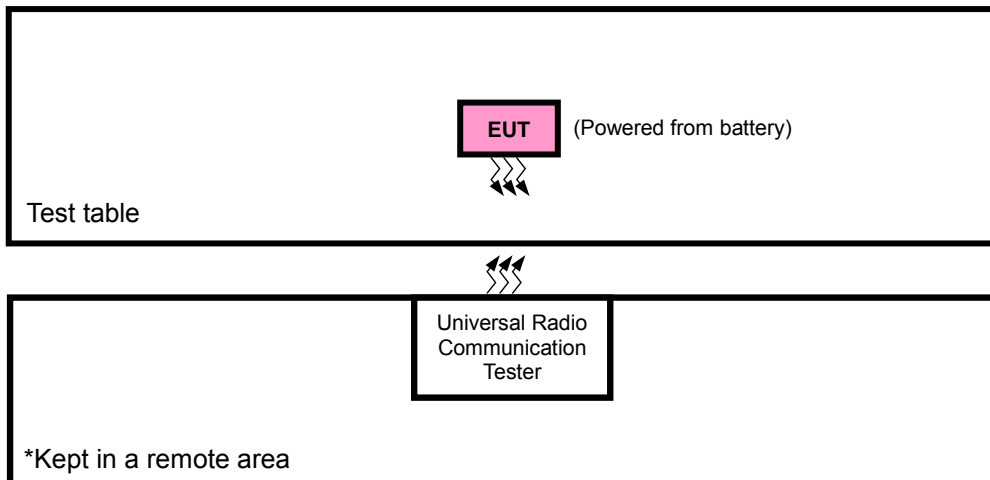 EUT
(Powered from battery)
Test table
Universal Radio
Communication
Tester
*Kept in a remote area